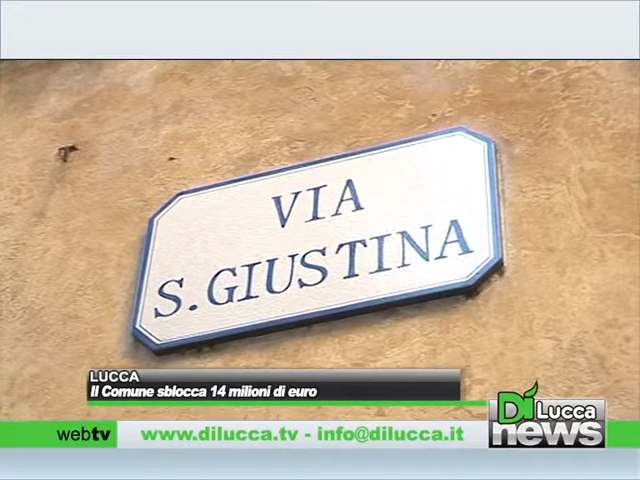 VIA
S. GIUSTINA
LUCCA
Il Comune sblocca 14 milioni di euro
Di Lucca
news
webtv
www.dilucca.tv - info@dilucca.it